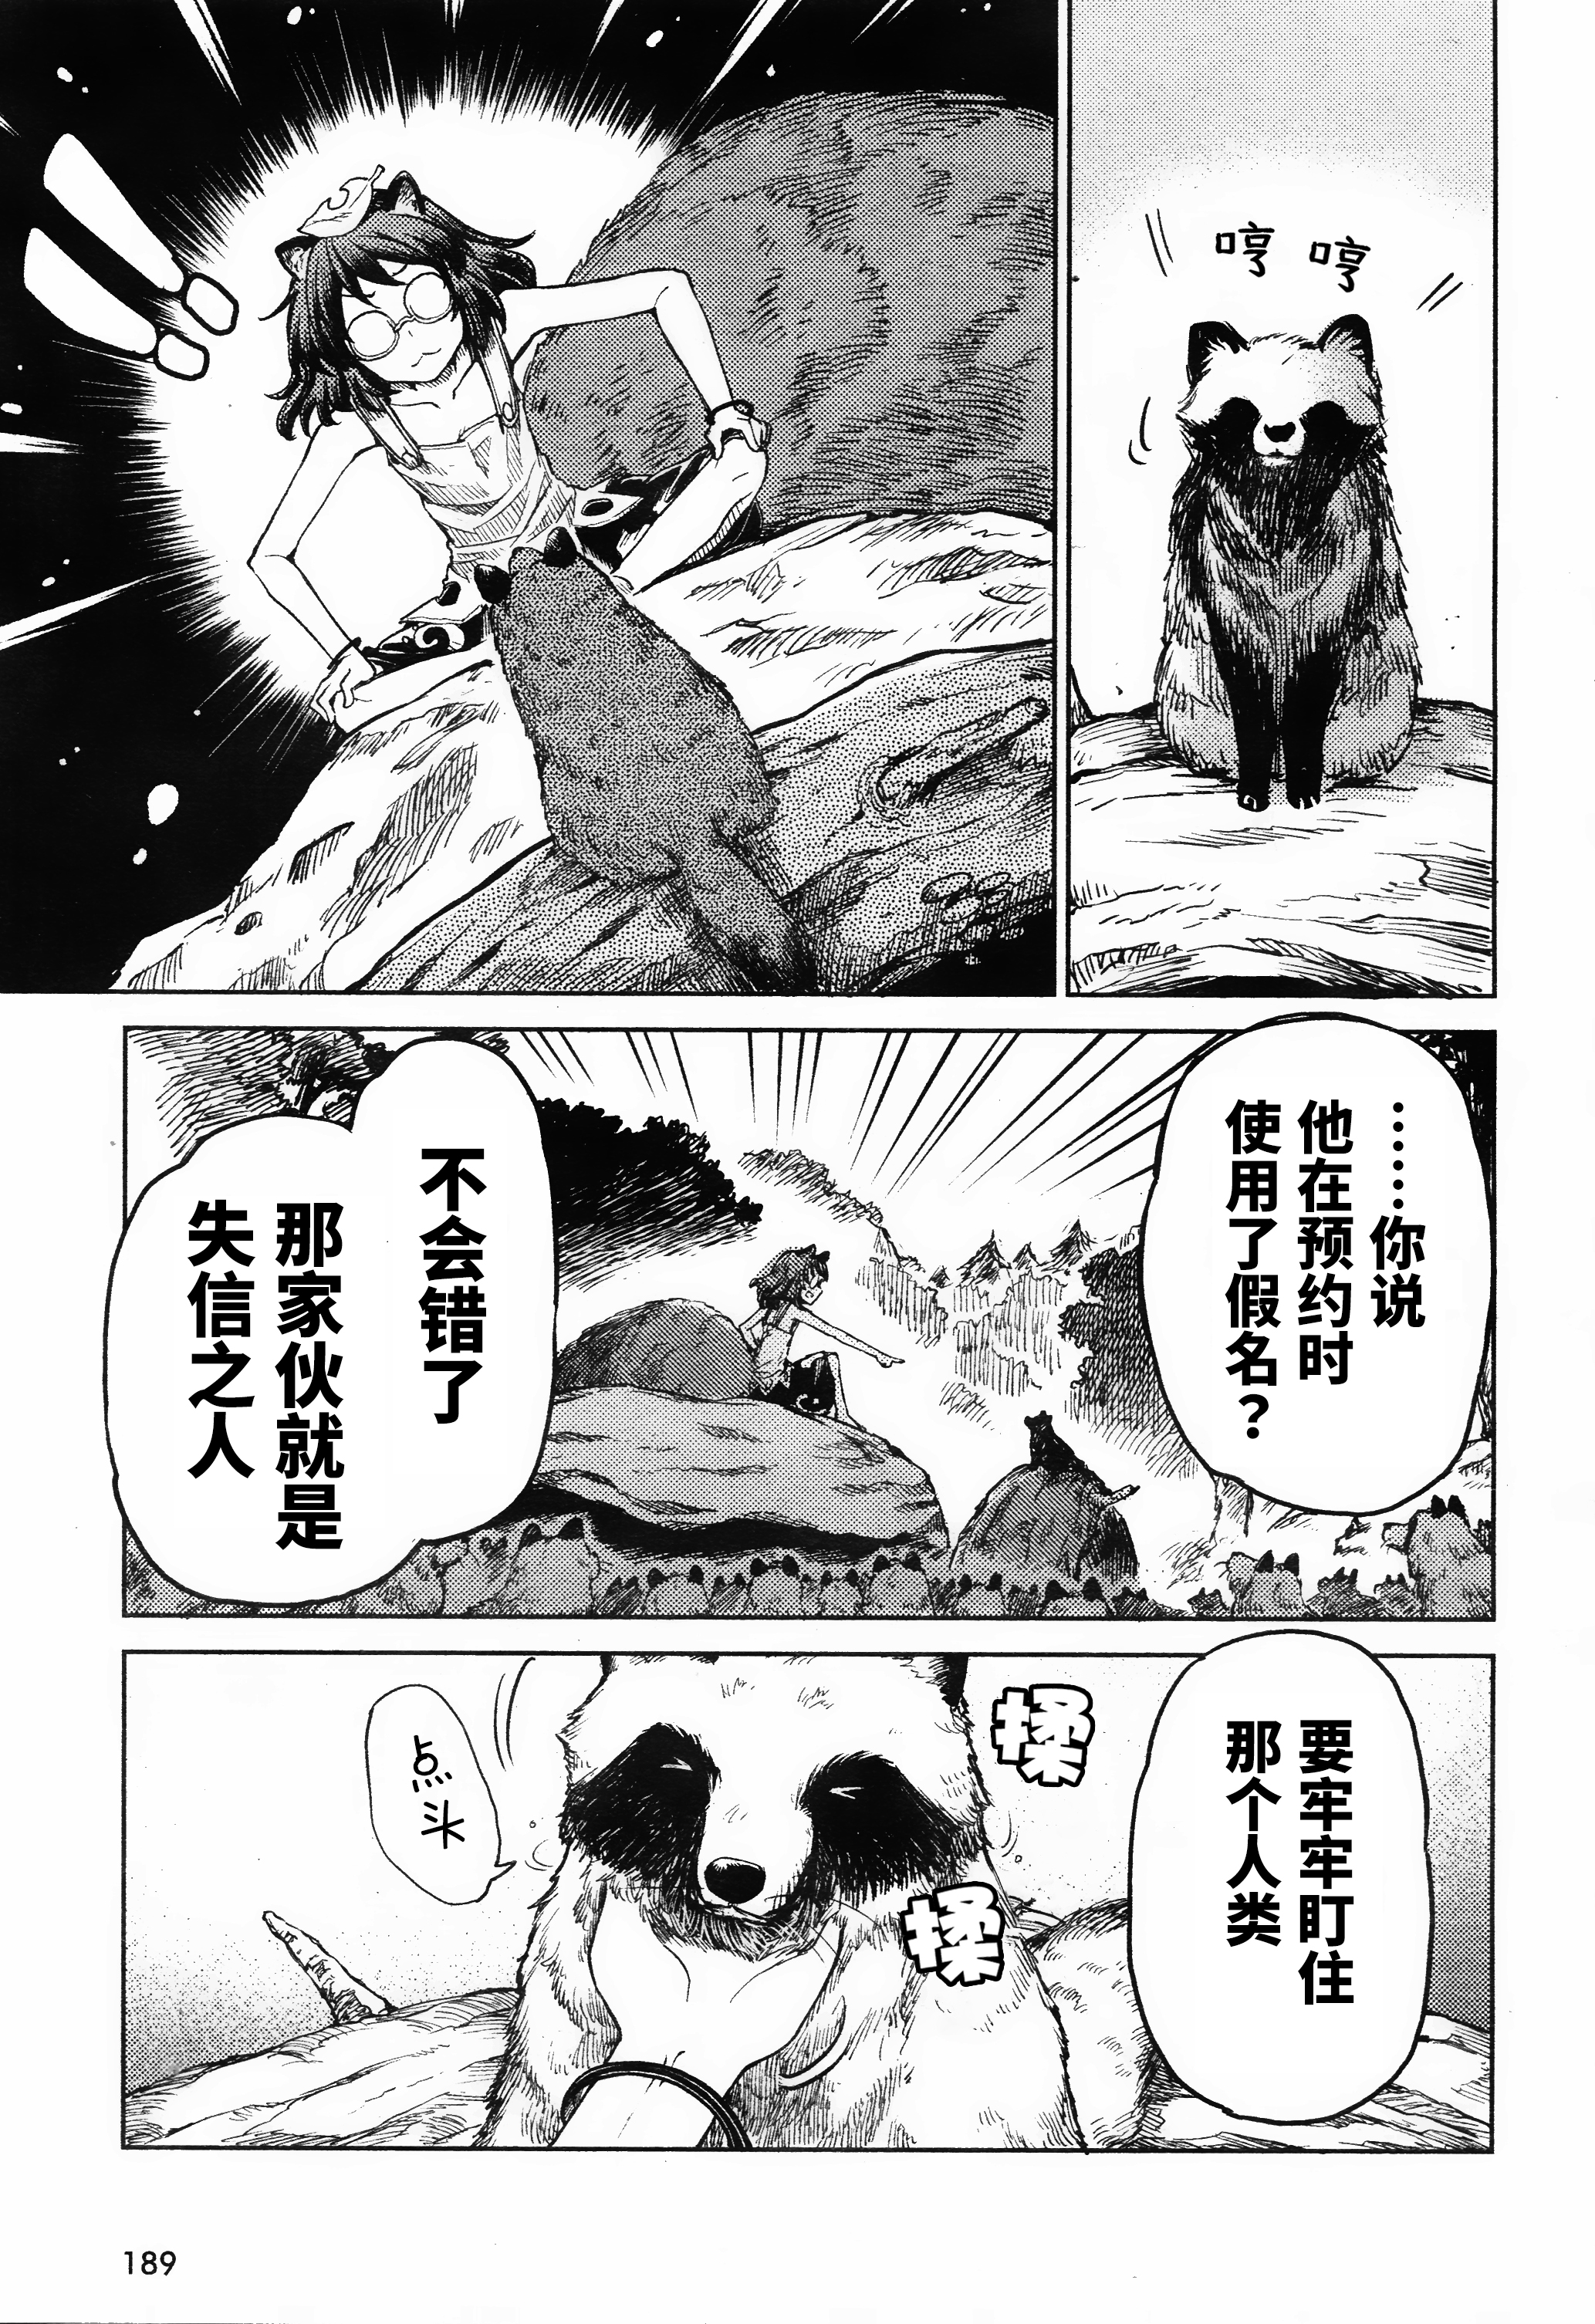 哼 哼
……你说
他在预约时
使用了假名？
不会错了
那家伙就是
失信之人
要牢牢盯住
那个人类
揉
揉
点头
189